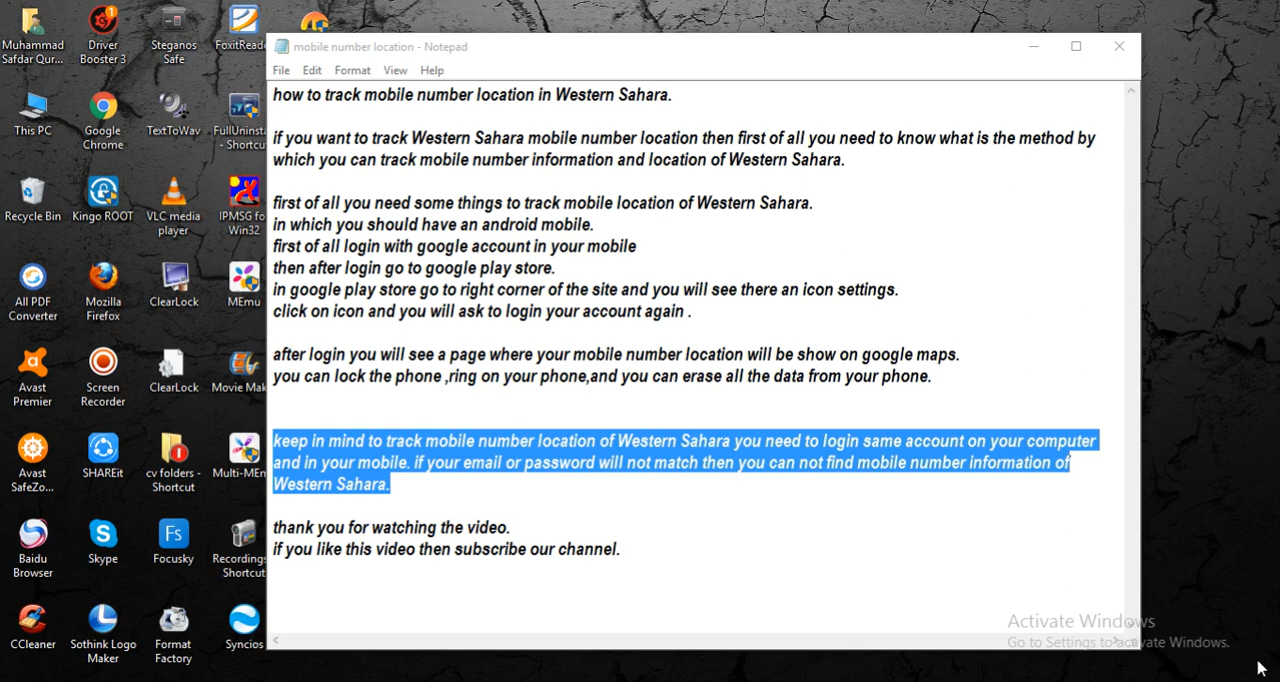 Muhammad
Safdar Qur...
Driver
Booster 3
Steganos
Safe
FoxitReade
This PC
Google
Chrome
TextToWav
FullUninsta
- Shortcu
Recycle Bin
Kingo ROOT
VLC media
player
IPMSG fo
Win32
All PDF
Converter
Mozilla
Firefox
ClearLock
MEmu
Avast
Premier
Screen
Recorder
ClearLock
Movie Mak
Avast
SafeZo...
SHAREit
cv folders -
Shortcut
Multi-MEm
Baidu
Browser
Skype
Fs
Focusky
Recordings
Shortcut
CCleaner
Sothink Logo
Maker
Format
Factory
Syncios
mobile number location - Notepad
File Edit Format View Help
how to track mobile number location in Western Sahara.
if you want to track Western Sahara mobile number location then first of all you need to know what is the method by
which you can track mobile number information and location of Western Sahara.
first of all you need some things to track mobile location of Western Sahara.
in which you should have an android mobile.
first of all login with google account in your mobile
then after login go to google play store.
in google play store go to right corner of the site and you will see there an icon settings.
click on icon and you will ask to login your account again .
after login you will see a page where your mobile number location will be show on google maps.
you can lock the phone ,ring on your phone,and you can erase all the data from your phone.
keep in mind to track mobile number location of Western Sahara you need to login same account on your computer
and in your mobile. if your email or password will not match then you can not find mobile number information of
Western Sahara.
thank you for watching the video.
if you like this video then subscribe our channel.
Activate Windows
Go to Settings to activate Windows.